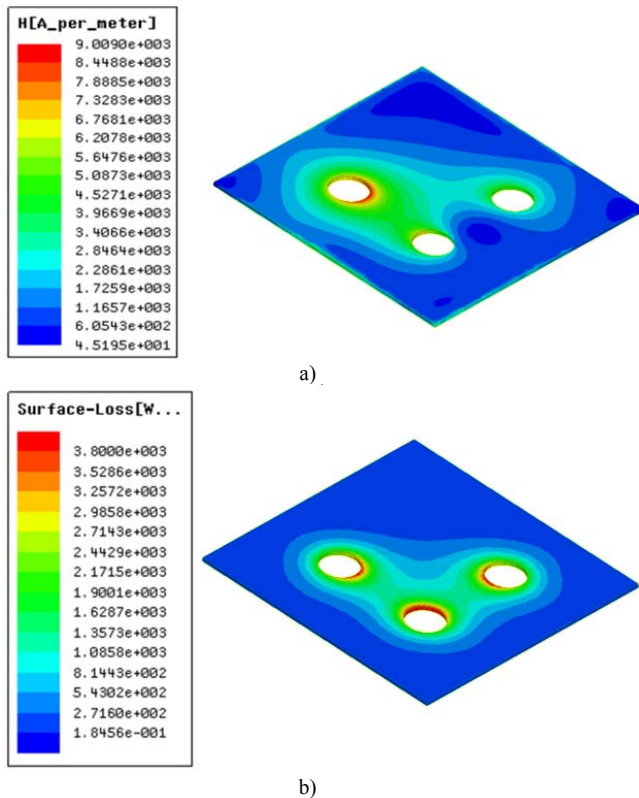 H[A_per_meter]
9.0090e+003
8.4488e+003
7.8885e+003
7.3283e+003
6.7681e+003
6.2078e+003
5.6476e+003
5.0873e+003
4.5271e+003
3.9669e+003
3.4066e+003
2.8464e+003
2.2861e+003
1.7259e+003
1.1657e+003
6.0543e+002
4.5195e+001
a)
Surface-Loss[W...
3.8000e+003
3.5286e+003
3.2572e+003
2.9858e+003
2.7143e+003
2.4429e+003
2.1715e+003
1.9001e+003
1.6287e+003
1.3573e+003
1.0858e+003
8.1443e+002
5.4302e+002
2.7160e+002
1.8456e-001
b)